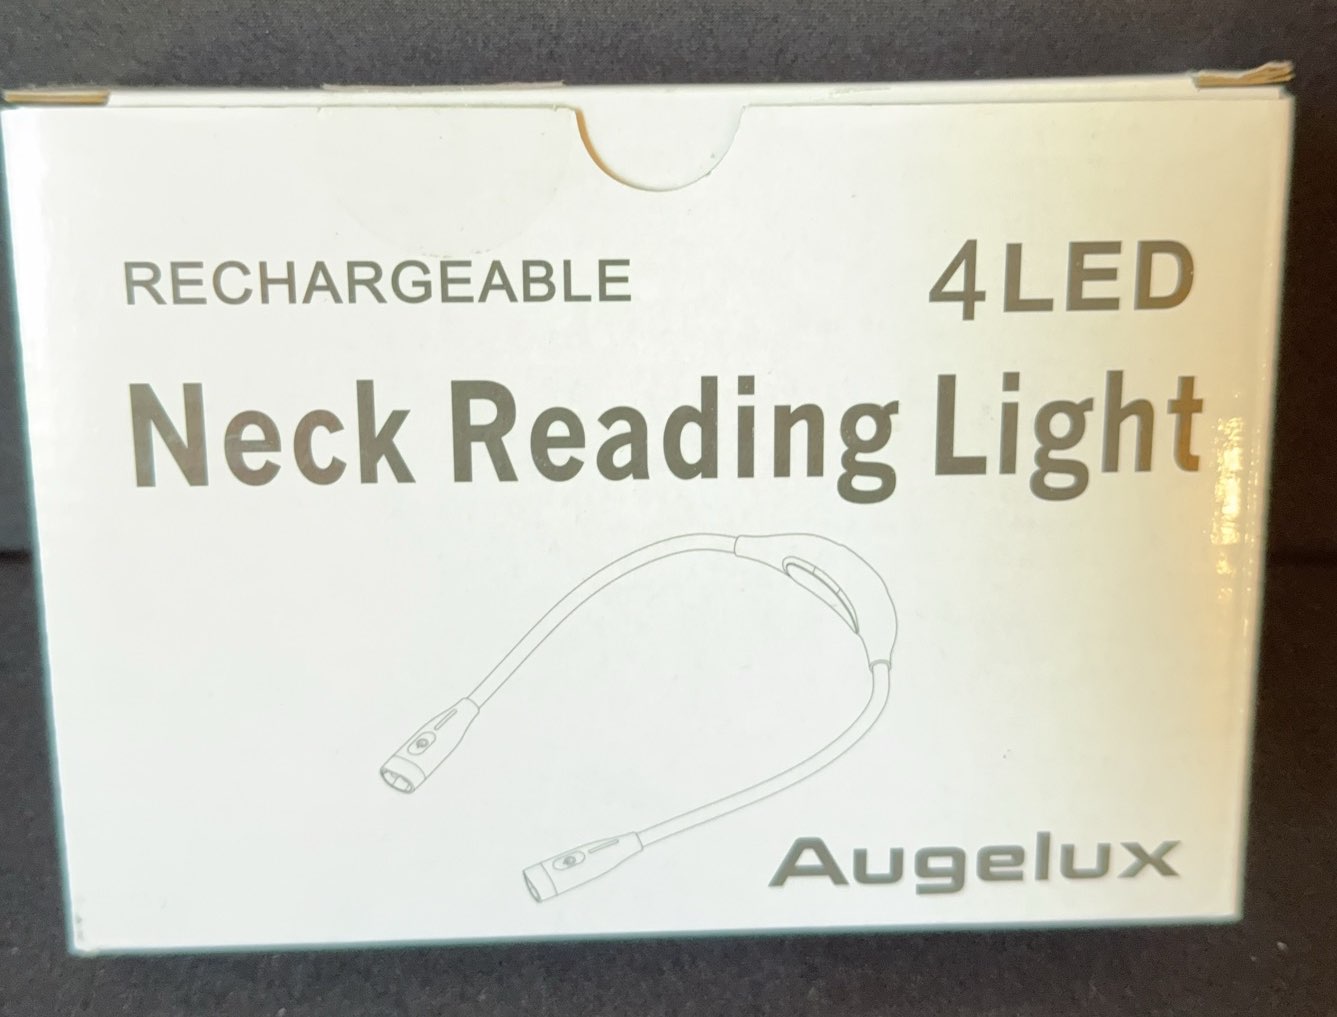 RECHARGEABLE 4LED
Neck Reading Light
Augelux